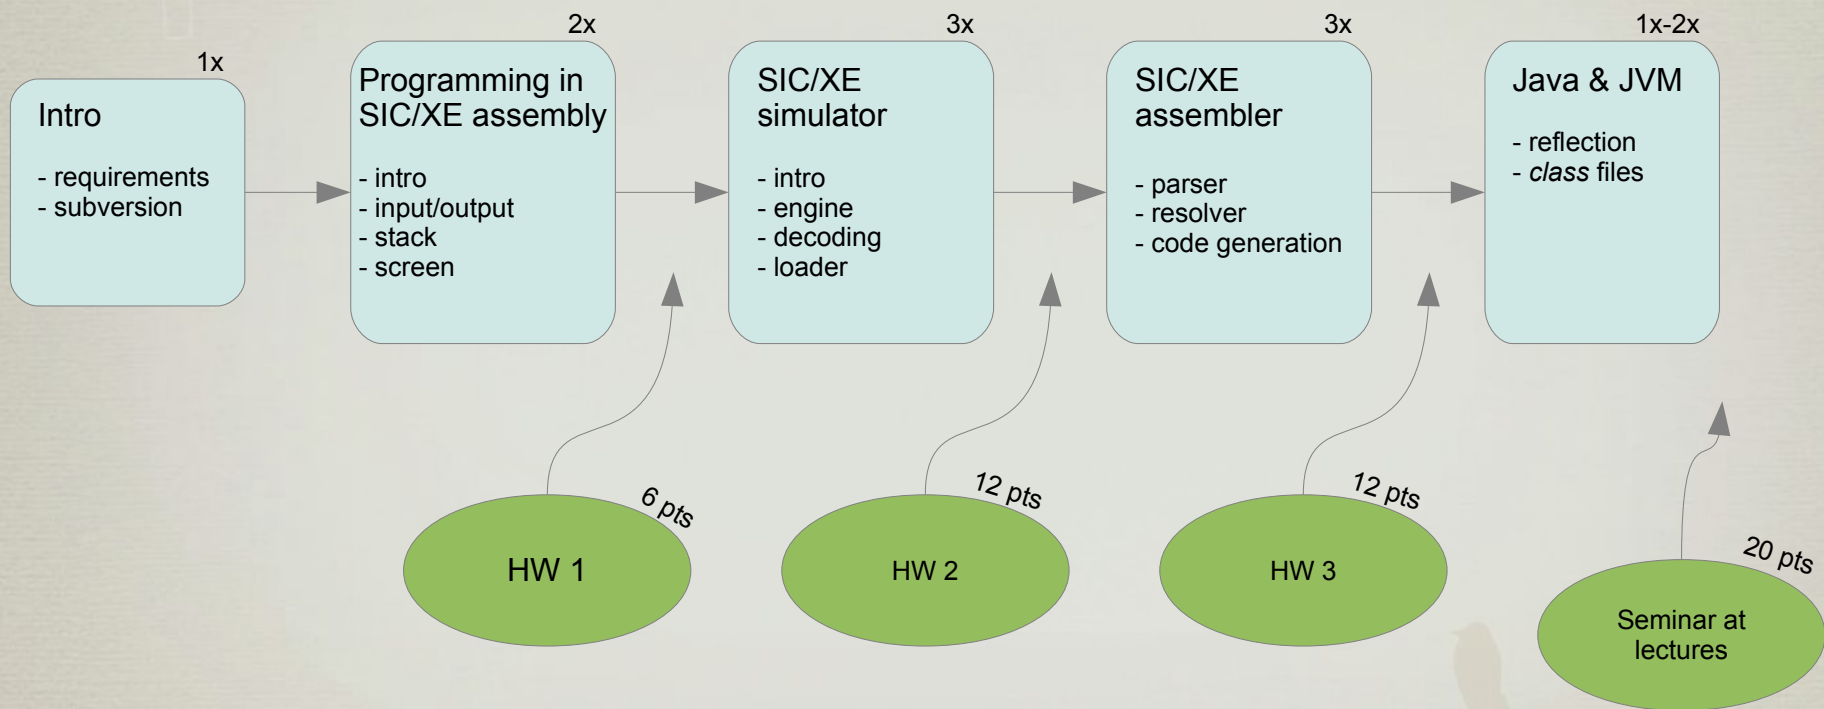 1x
Intro
- requirements
- subversion
2x
Programming in
SIC/XE assembly
- intro
- input/output
- stack
- screen
3x
SIC/XE
simulator
- intro
- engine
- decoding
- loader
3x
SIC/XE
assembler
- parser
- resolver
- code generation
1x-2x
Java & JVM
- reflection
- class files
6 pts
HW 1
12 pts
HW 2
12 pts
HW 3
20 pts
Seminar at
lectures